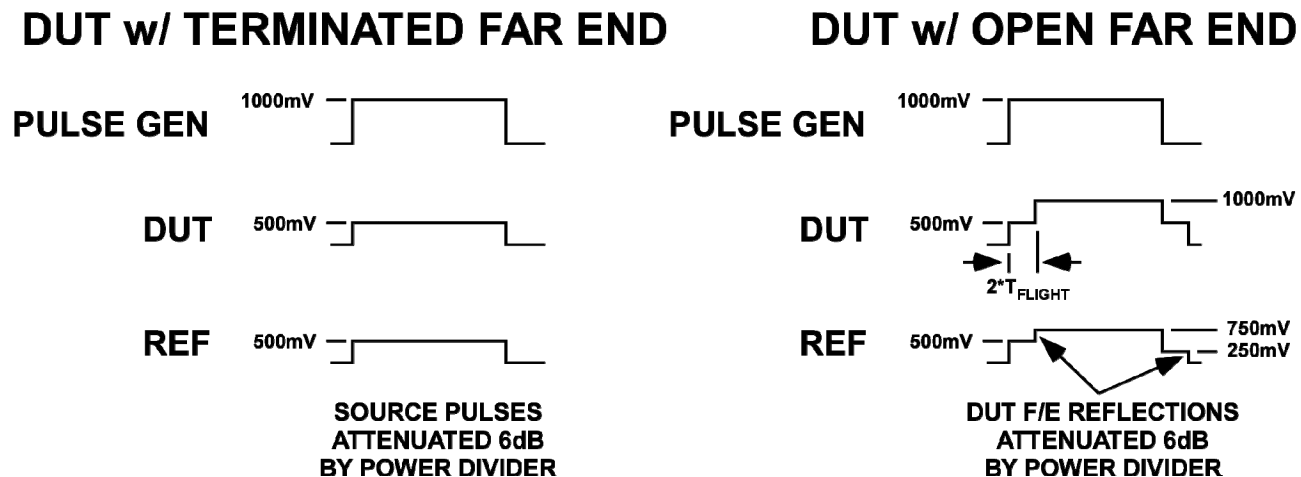 DUT w/ TERMINATED FAR END
PULSE GEN
1000mV
DUT
500mV
REF
500mV
SOURCE PULSES
ATTENUATED 6dB
BY POWER DIVIDER
DUT w/ OPEN FAR END
PULSE GEN
1000mV
DUT
500mV
1000mV
2*TFLIGHT
REF
500mV
750mV
250mV
DUT F/E REFLECTIONS
ATTENUATED 6dB
BY POWER DIVIDER